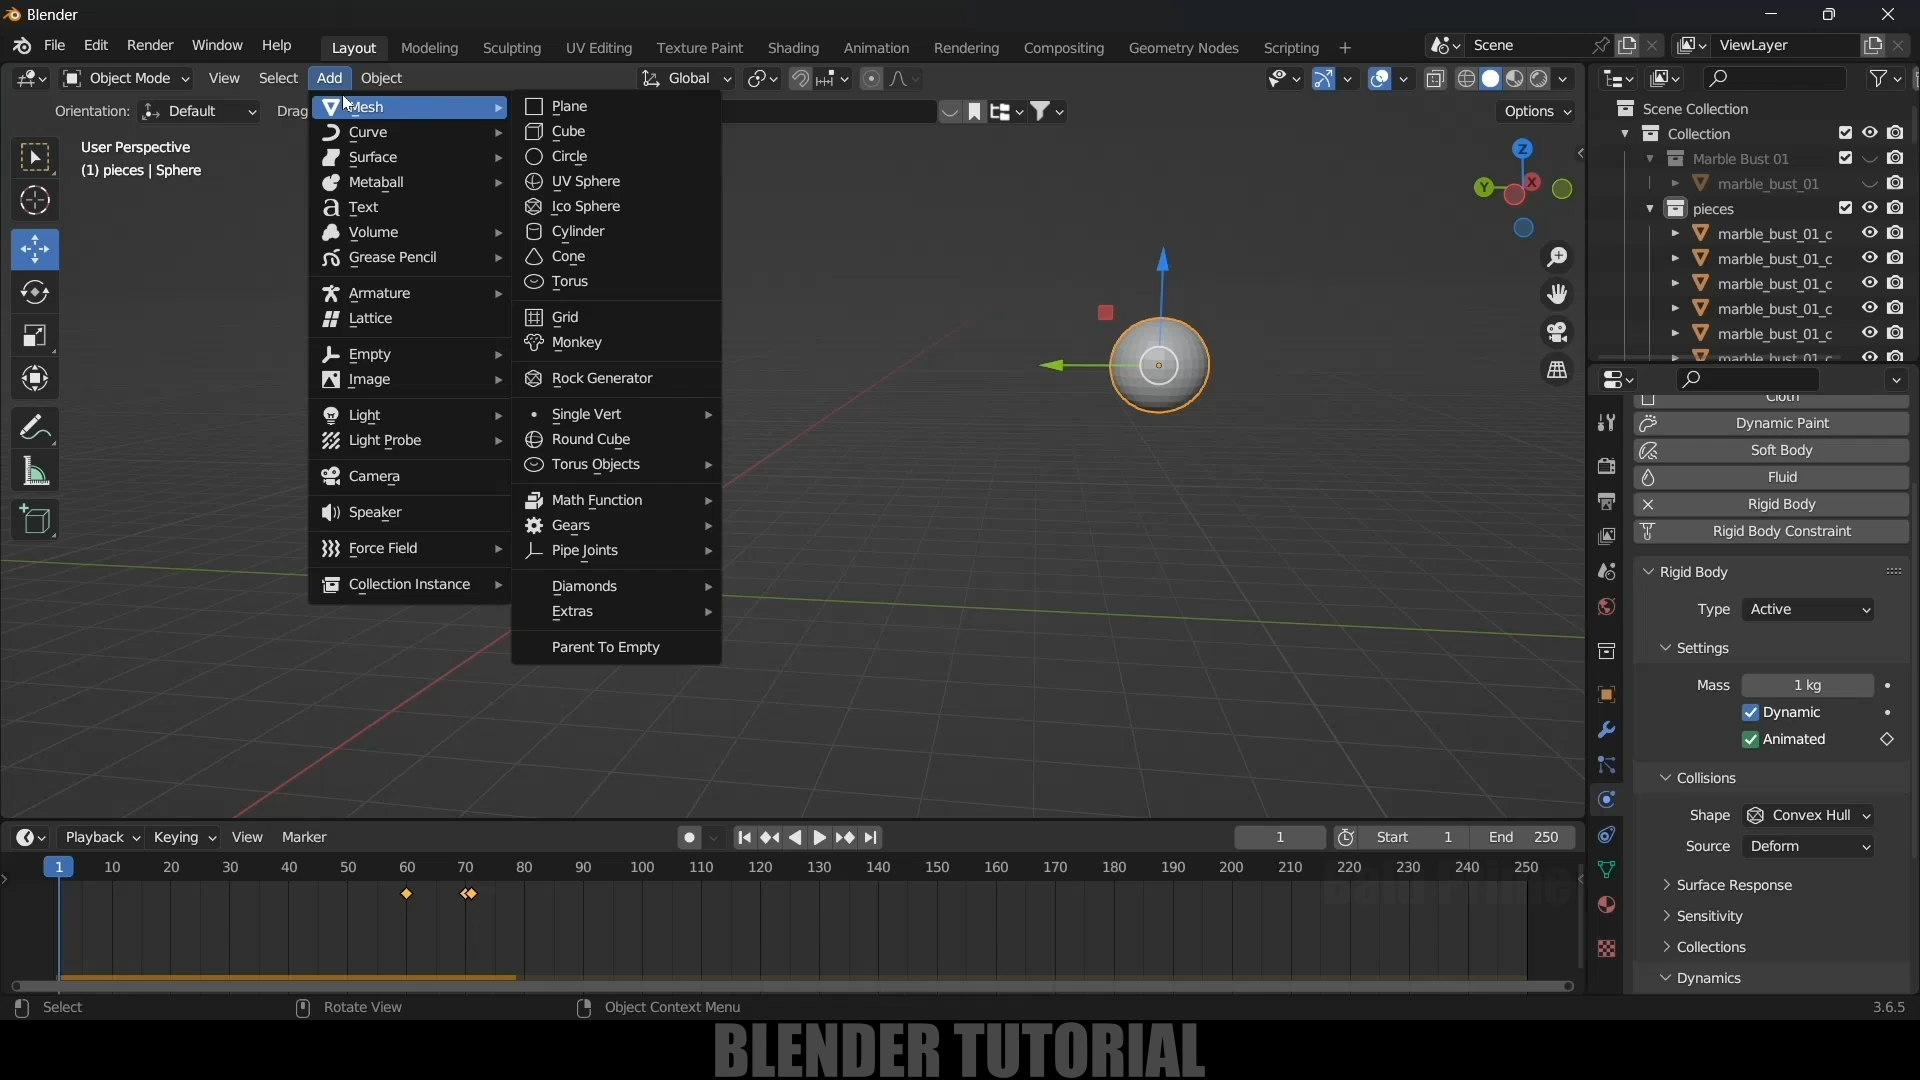 Blender
File Edit Render Window Help Layout Modeling Sculpting UV Editing Texture Paint Shading Animation Rendering Compositing Geometry Nodes Scripting + Scene ViewLayer
Object Mode View Select Add Object Global
Orientation: Default Drag Options
User Perspective
(1) pieces | Sphere
Mesh
Curve
Surface
Metaball
Text
Volume
Grease Pencil
Armature
Lattice
Empty
Image
Light
Light Probe
Camera
Speaker
Force Field
Collection Instance
Plane
Cube
Circle
UV Sphere
Ico Sphere
Cylinder
Cone
Torus
Grid
Monkey
Rock Generator
Single Vert
Round Cube
Torus Objects
Math Function
Gears
Pipe Joints
Diamonds
Extras
Parent To Empty
Z
Y X
Scene Collection
Collection
Marble Bust 01
marble_bust_01
pieces
marble_bust_01_c
marble_bust_01_c
marble_bust_01_c
marble_bust_01_c
marble_bust_01_c
marble_bust_01_c
Cloth
Dynamic Paint
Soft Body
Fluid
Rigid Body
Rigid Body Constraint
Rigid Body
Type Active
Settings
Mass 1 kg
Dynamic
Animated
Collisions
Shape Convex Hull
Source Deform
Surface Response
Sensitivity
Collections
Dynamics
Playback Keying View Marker 1 Start 1 End 250
1 10 20 30 40 50 60 70 80 90 100 110 120 130 140 150 160 170 180 190 200 210 220 230 240 250
Select Rotate View Object Context Menu 3.6.5
BLENDER TUTORIAL